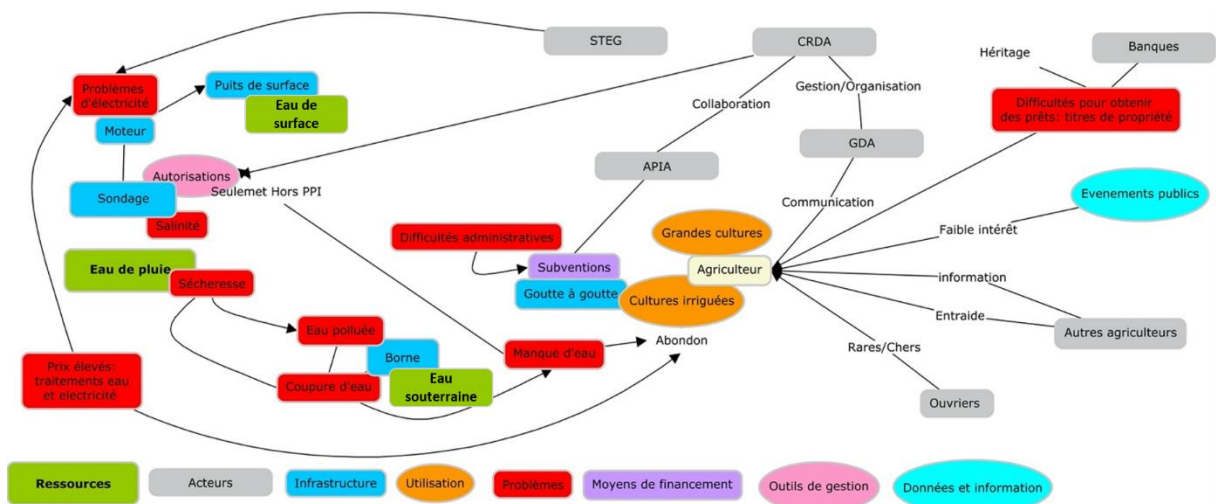 STEG
CRDA
Héritage
Banques
Problèmes
d'électricité
Puits de surface
Eau de
surface
Moteur
Collaboration
Gestion/Organisation
Difficultés pour obtenir
des prêts: titres de propriété
GDA
APIA
Autorisations
Seulemet Hors PPI
Sondage
Salinité
Communication
Evenements publics
Difficultés administratives
Grandes cultures
Faible intérêt
Eau de pluie
Sécheresse
Subventions
Agriculteur
information
Goutte à goutte
Cultures irriguées
Entraide
Autres agriculteurs
Eau polluée
Abondon
Rares/Chers
Borne
Manque d'eau
Prix élevés:
traitements eau
et electricité
Coupure d'eau
Eau
souterraine
Ouvriers
Ressources
Acteurs
Infrastructure
Utilisation
Problèmes
Moyens de financement
Outils de gestion
Données et information